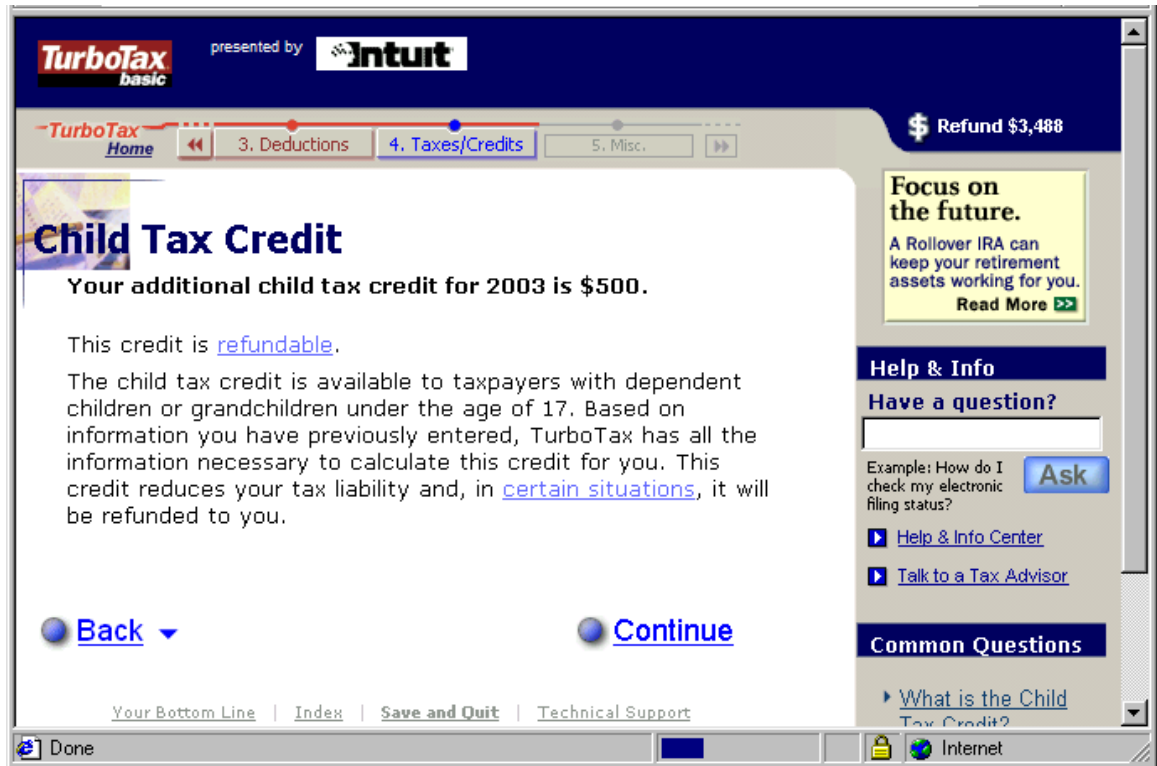 TurboTax
basic
presented by
Intuit
TurboTax
Home
3. Deductions
4. Taxes/Credits
5. Misc.
$ Refund $3,488
Child Tax Credit
Your additional child tax credit for 2003 is $500.
This credit is refundable.
The child tax credit is available to taxpayers with dependent
children or grandchildren under the age of 17. Based on
information you have previously entered, TurboTax has all the
information necessary to calculate this credit for you. This
credit reduces your tax liability and, in certain situations, it will
be refunded to you.
Back
Continue
Your Bottom Line | Index | Save and Quit | Technical Support
Focus on
the future.
A Rollover IRA can
keep your retirement
assets working for you.
Read More
Help & Info
Have a question?
Example: How do I
check my electronic
filing status?
Ask
Help & Info Center
Talk to a Tax Advisor
Common Questions
What is the Child
Tax Credit?
Done
Internet